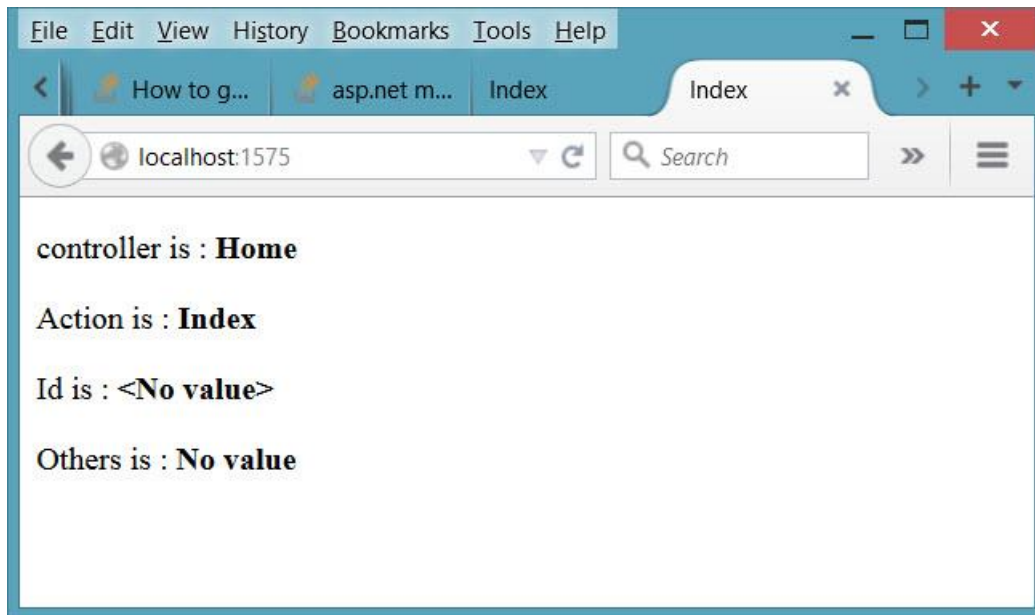 File Edit View History Bookmarks Tools Help
How to g... asp.net m... Index Index
localhost:1575 Search
controller is : Home
Action is : Index
Id is : <No value>
Others is : No value